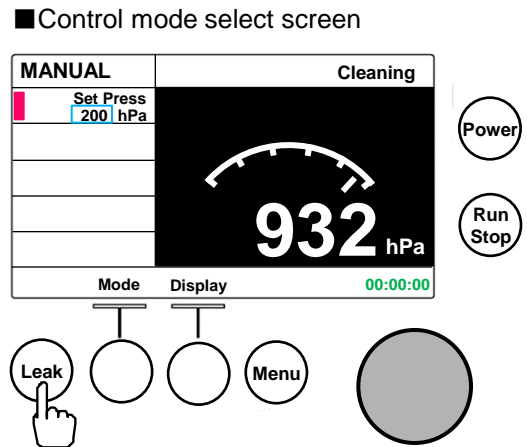 ■Control mode select screen
MANUAL
Cleaning
Set Press
200 hPa
932 hPa
Mode
Display
00:00:00
Power
Run
Stop
Leak
Menu